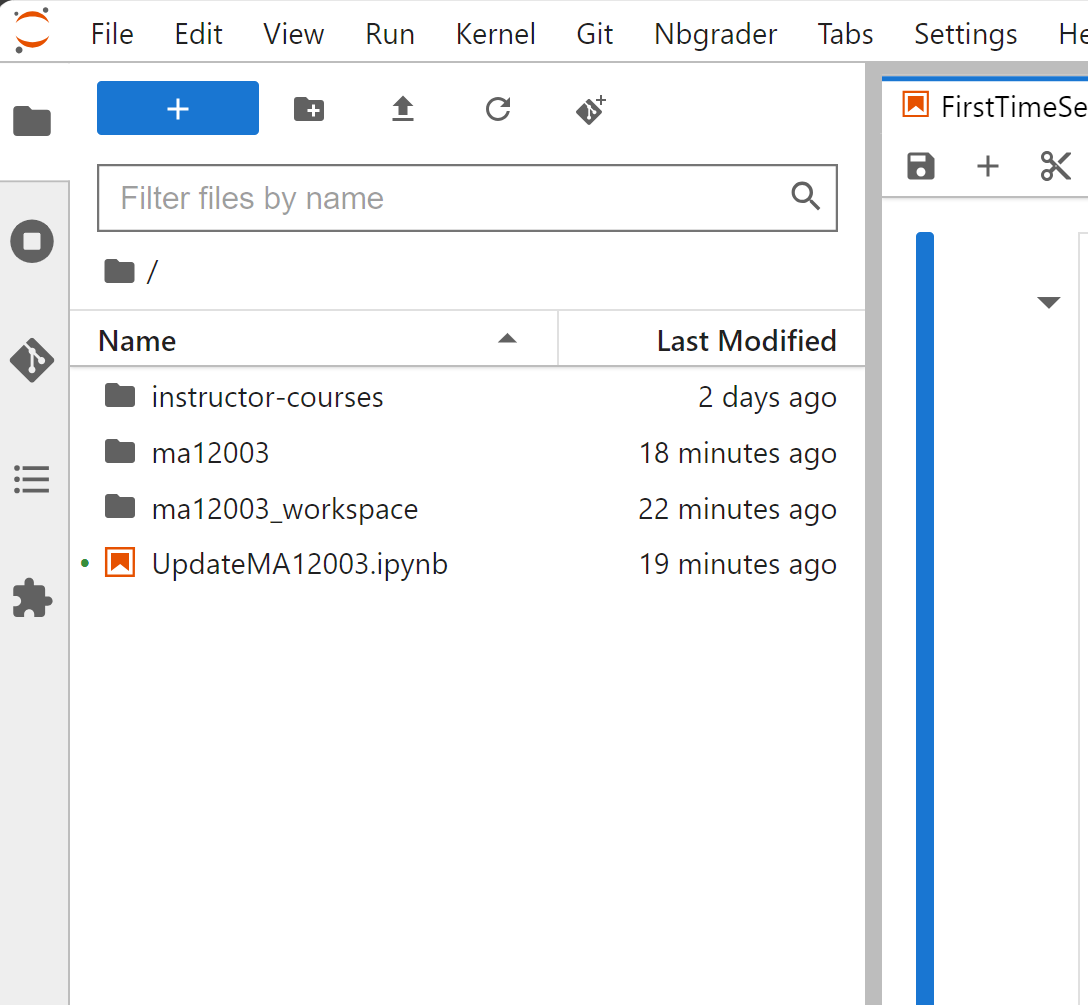 File Edit View Run Kernel Git Nbgrader Tabs Settings He
+
FirstTimeSe
Filter files by name
/
Name Last Modified
instructor-courses 2 days ago
ma12003 18 minutes ago
ma12003_workspace 22 minutes ago
UpdateMA12003.ipynb 19 minutes ago